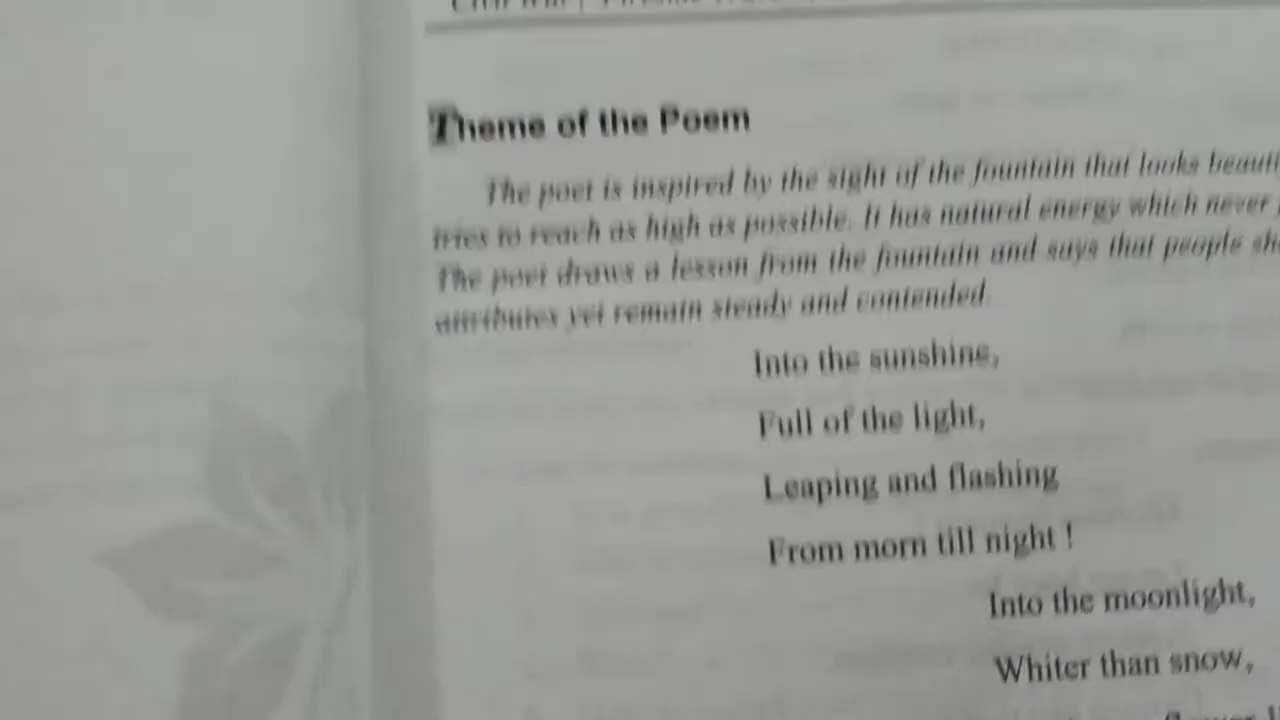 Theme of the Poem
The poet is inspired by the sight of the fountain that looks
tries to reach as high as possible. It has natural energy which never
The poet draws a lesson from the fountain and says that people
attributes yet remain steady and contended.
Into the sunshine,
Full of the light,
Leaping and flashing
From morn till night !
Into the moonlight,
Whiter than snow,